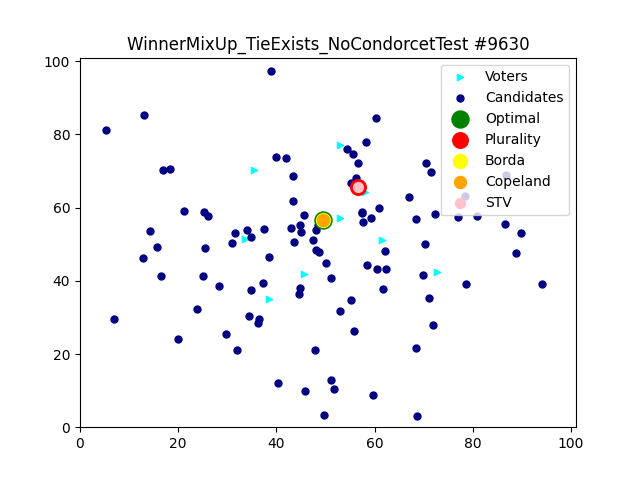 WinnerMixUp_TieExists_NoCondorcetTest #9630
100
80
60
40
20
0
0 20 40 60 80 100
Voters
Candidates
Optimal
Plurality
Borda
Copeland
STV